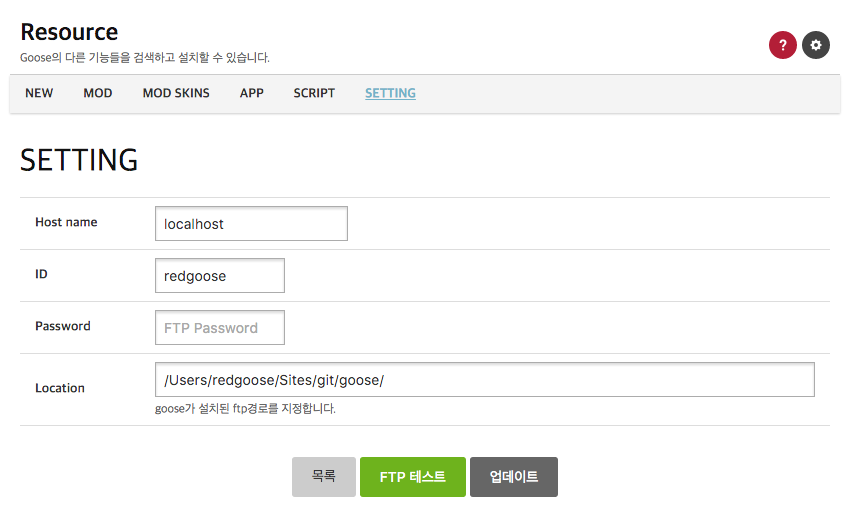 Resource
Goose의 다른 기능들을 검색하고 설치할 수 있습니다.
?
NEW MOD MOD SKINS APP SCRIPT SETTING
SETTING
Host name localhost
ID redgoose
Password FTP Password
Location /Users/redgoose/Sites/git/goose/
goose가 설치된 ftp경로를 지정합니다.
목록 FTP 테스트 업데이트